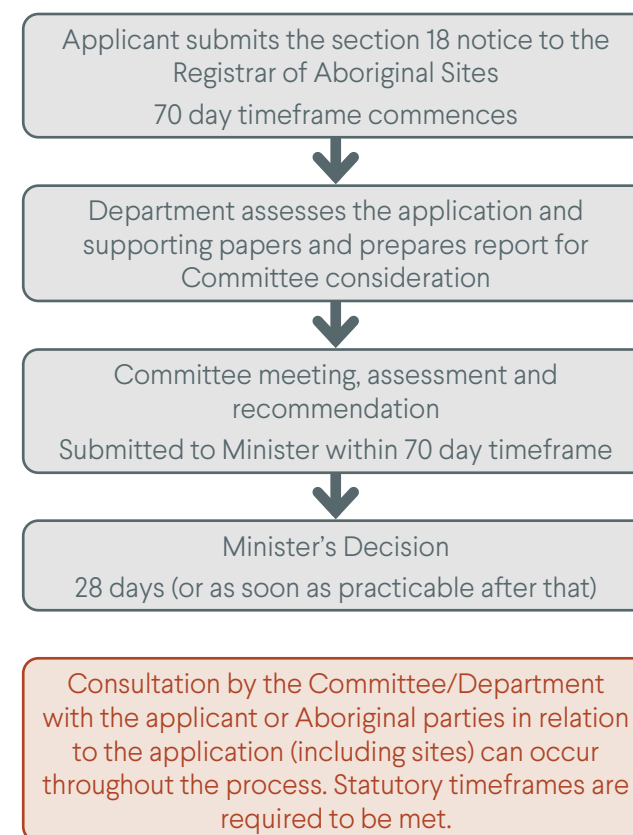 Applicant submits the section 18 notice to the
Registrar of Aboriginal Sites
70 day timeframe commences
Department assesses the application and
supporting papers and prepares report for
Committee consideration
Committee meeting, assessment and
recommendation
Submitted to Minister within 70 day timeframe
Minister’s Decision
28 days (or as soon as practicable after that)
Consultation by the Committee/Department
with the applicant or Aboriginal parties in relation
to the application (including sites) can occur
throughout the process. Statutory timeframes are
required to be met.